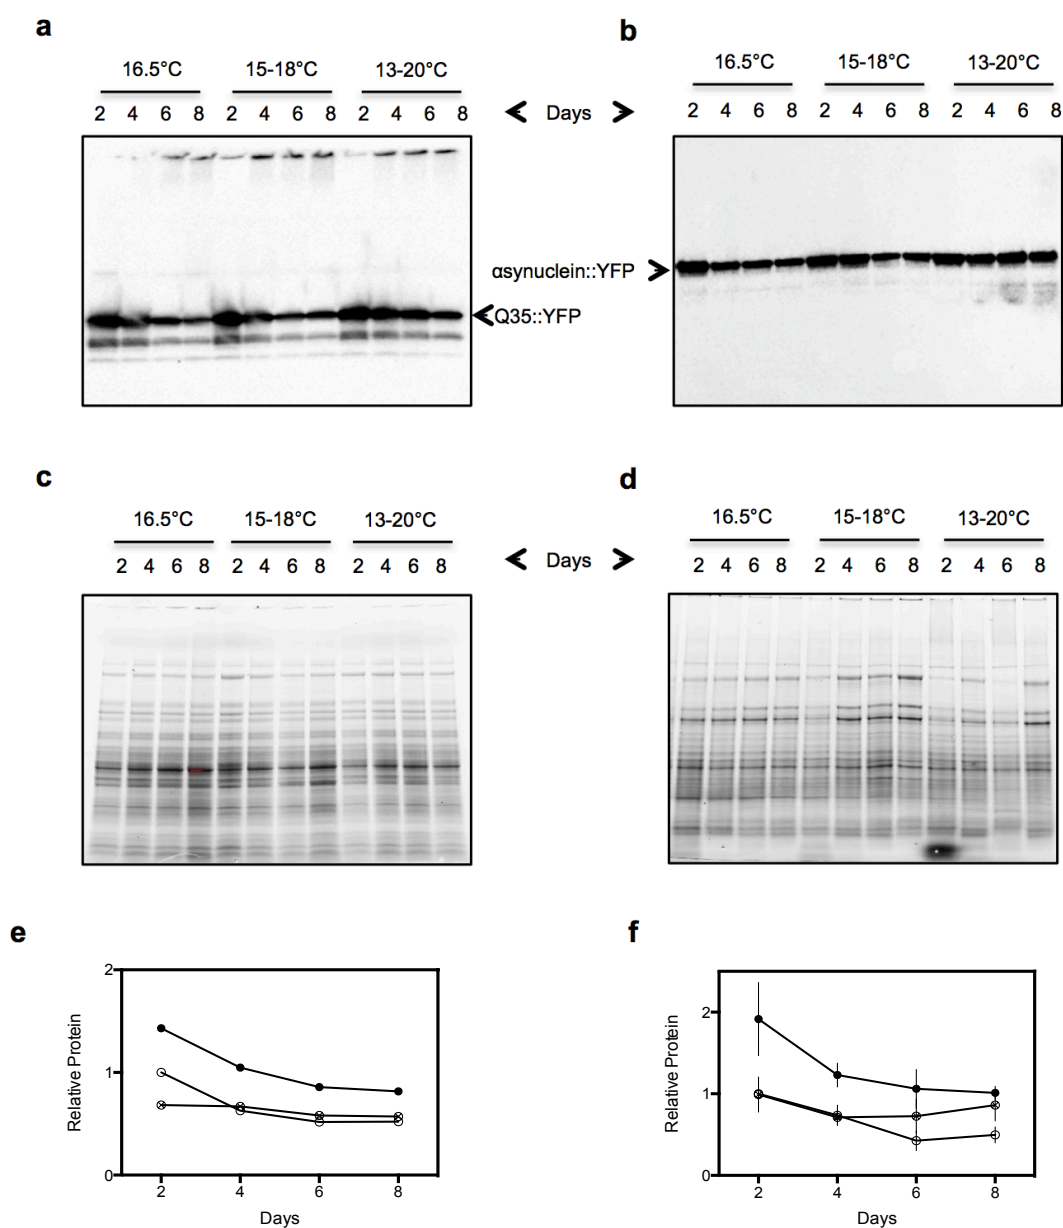 a
b
16.5°C 15-18°C 13-20°C
16.5°C 15-18°C 13-20°C
2 4 6 8 2 4 6 8 2 4 6 8
Days
2 4 6 8 2 4 6 8 2 4 6 8
αsynuclein::YFP
Q35::YFP
c
d
16.5°C 15-18°C 13-20°C
16.5°C 15-18°C 13-20°C
2 4 6 8 2 4 6 8 2 4 6 8
Days
2 4 6 8 2 4 6 8 2 4 6 8
e
2
1
0
Relative Protein
2 4 6 8
Days
f
2
1
0
Relative Protein
2 4 6 8
Days